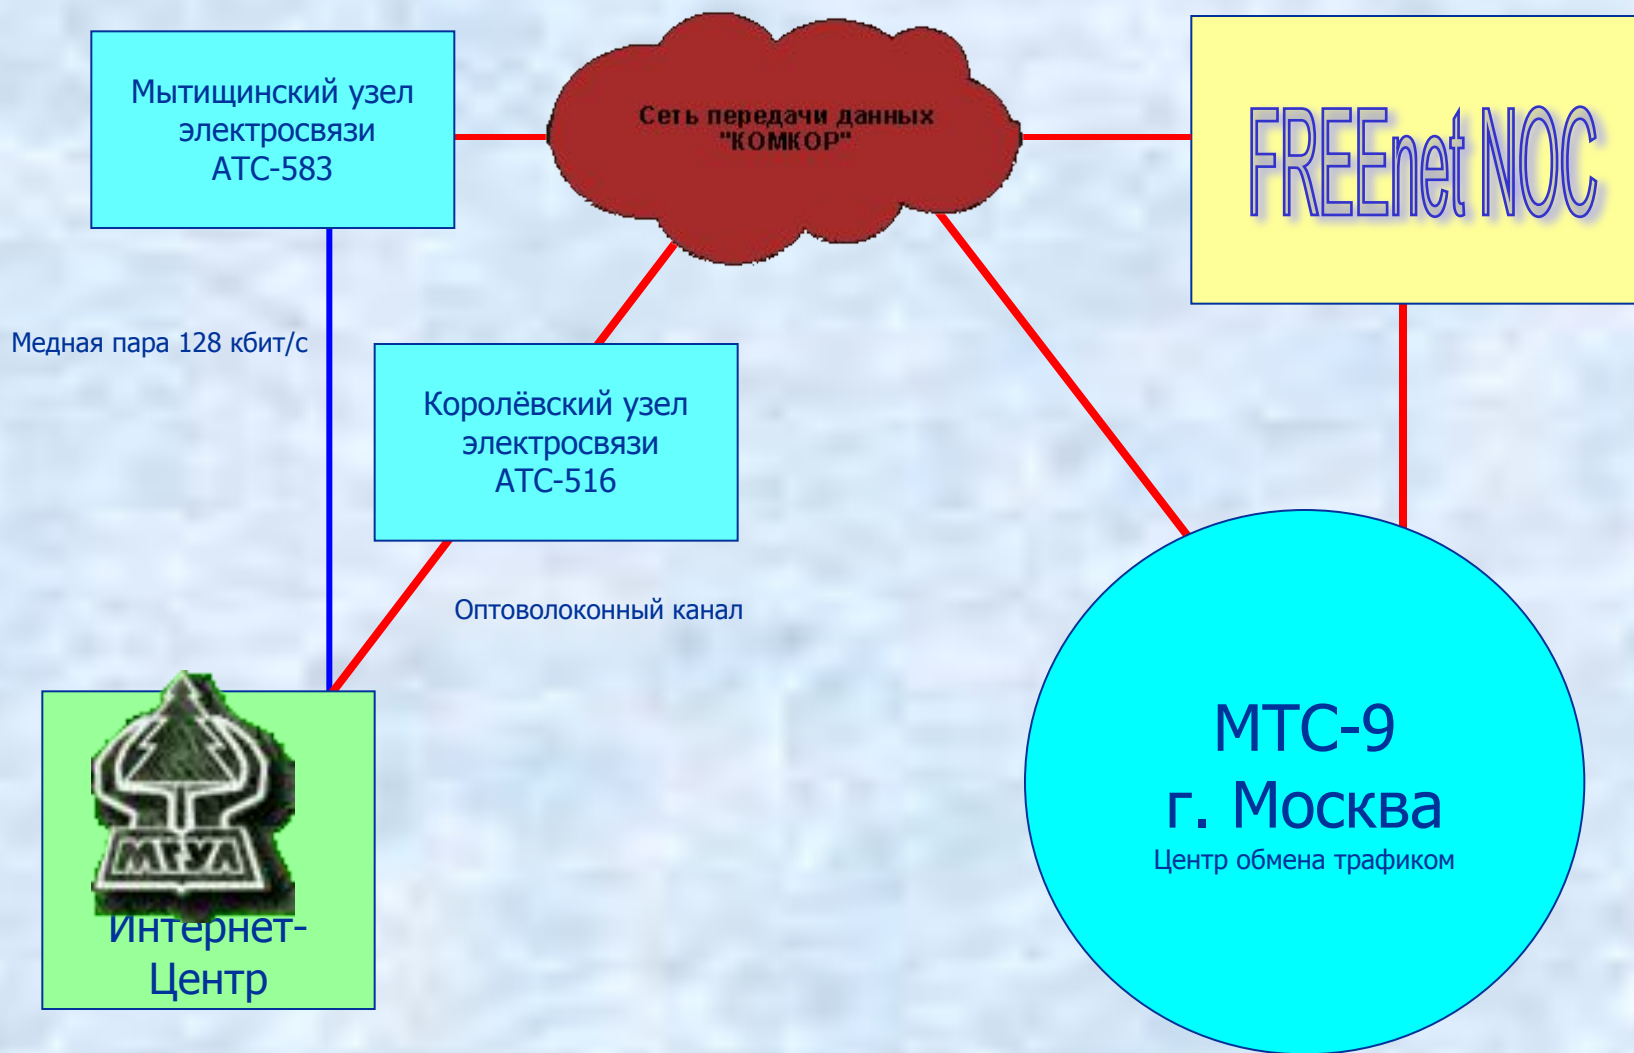 Мытищинский узел
электросвязи
АТС-583
Сеть передачи данных
"КОМКОР"
FREEnet NOC
Медная пара 128 кбит/с
Королёвский узел
электросвязи
АТС-516
Оптоволоконный канал
МГУЛ
Интернет-
Центр
МТС-9
г. Москва
Центр обмена трафиком